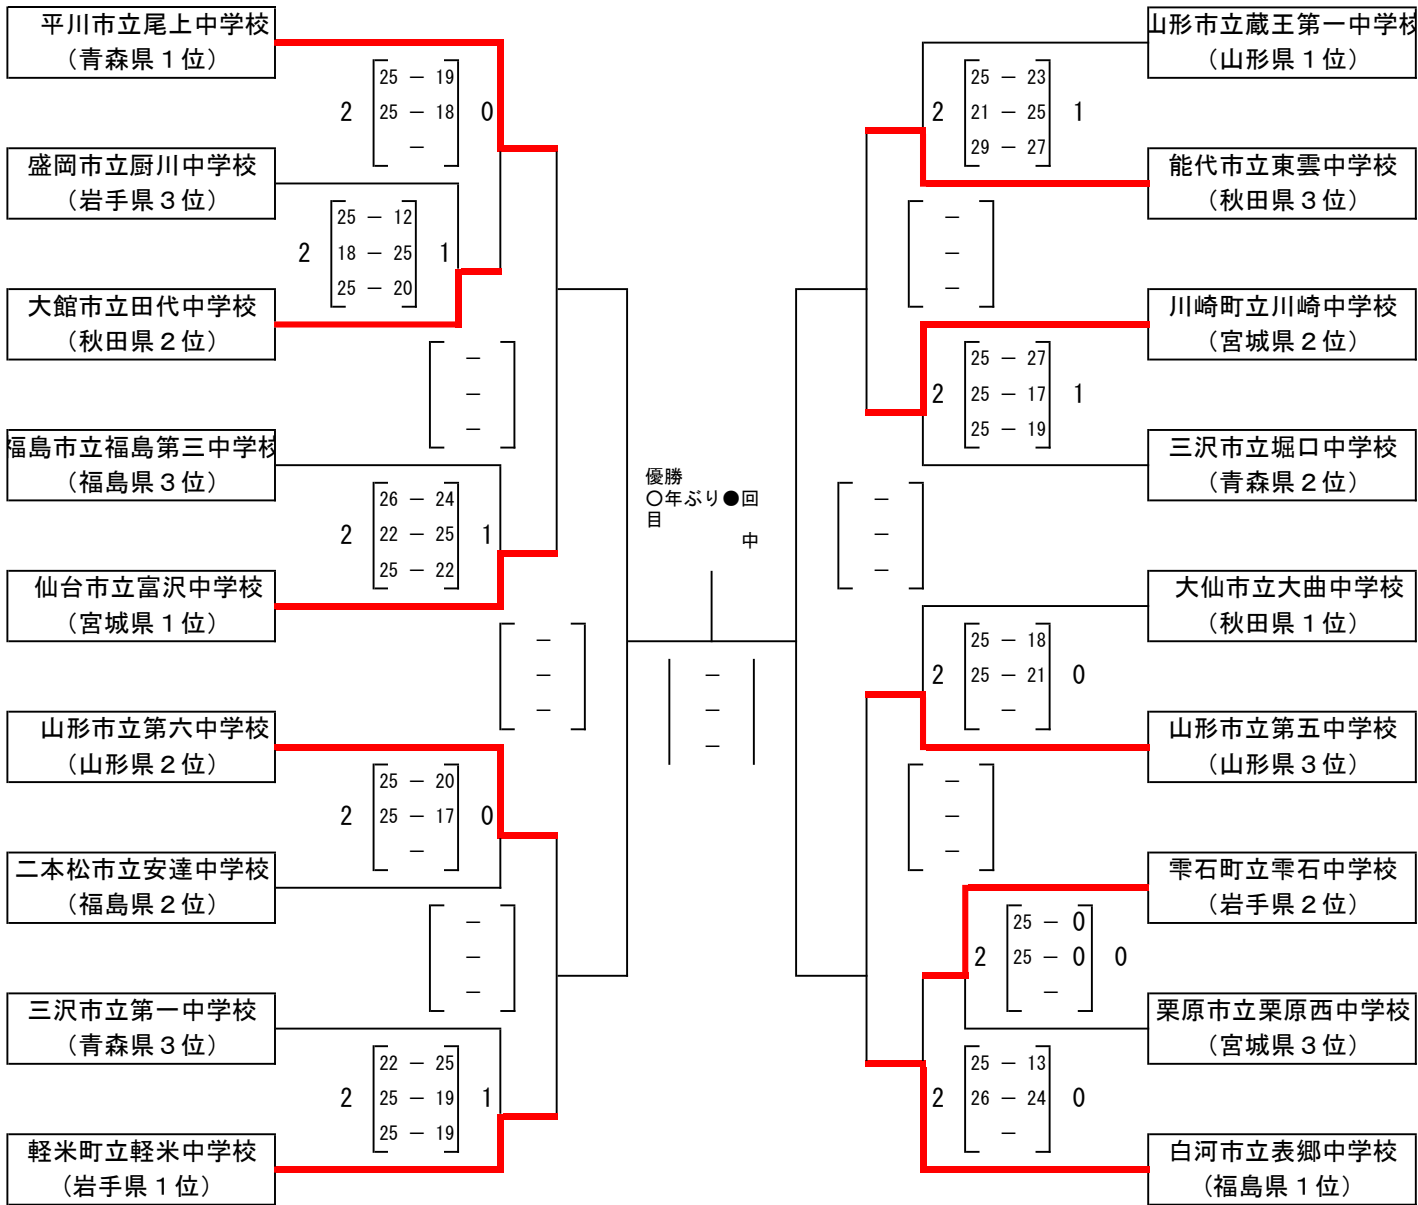 平川市立尾上中学校
（青森県１位）
2
25 － 19
25 － 18
－
0
盛岡市立厨川中学校
（岩手県３位）
2
25 － 12
18 － 25
25 － 20
1
大館市立田代中学校
（秋田県２位）
－
－
－
福島市立福島第三中学校
（福島県３位）
2
26 － 24
22 － 25
25 － 22
1
仙台市立富沢中学校
（宮城県１位）
－
－
－
山形市立第六中学校
（山形県２位）
2
25 － 20
25 － 17
－
0
二本松市立安達中学校
（福島県２位）
－
－
－
三沢市立第一中学校
（青森県３位）
2
22 － 25
25 － 19
25 － 19
1
軽米町立軽米中学校
（岩手県１位）
優勝
○年ぶり●回
目
中
－
－
－
山形市立蔵王第一中学校
（山形県１位）
2
25 － 23
21 － 25
29 － 27
1
能代市立東雲中学校
（秋田県３位）
－
－
－
川崎町立川崎中学校
（宮城県２位）
2
25 － 27
25 － 17
25 － 19
1
三沢市立堀口中学校
（青森県２位）
－
－
－
大仙市立大曲中学校
（秋田県１位）
2
25 － 18
25 － 21
－
0
山形市立第五中学校
（山形県３位）
－
－
－
雫石町立雫石中学校
（岩手県２位）
2
25 － 0
25 － 0
－
0
栗原市立栗原西中学校
（宮城県３位）
2
25 － 13
26 － 24
－
0
白河市立表郷中学校
（福島県１位）